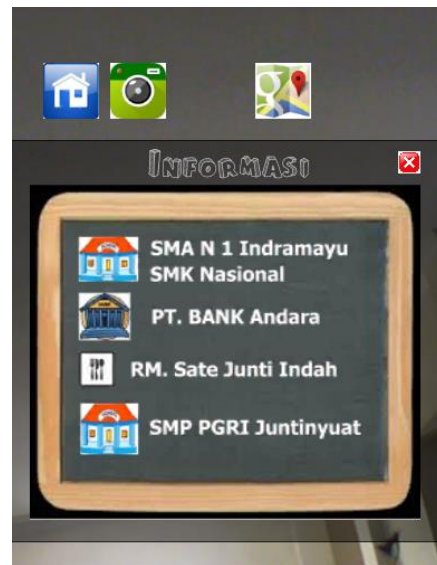 Informasi
SMA N 1 Indramayu
SMK Nasional
PT. BANK Andara
RM. Sate Junti Indah
SMP PGRI Juntinyuat